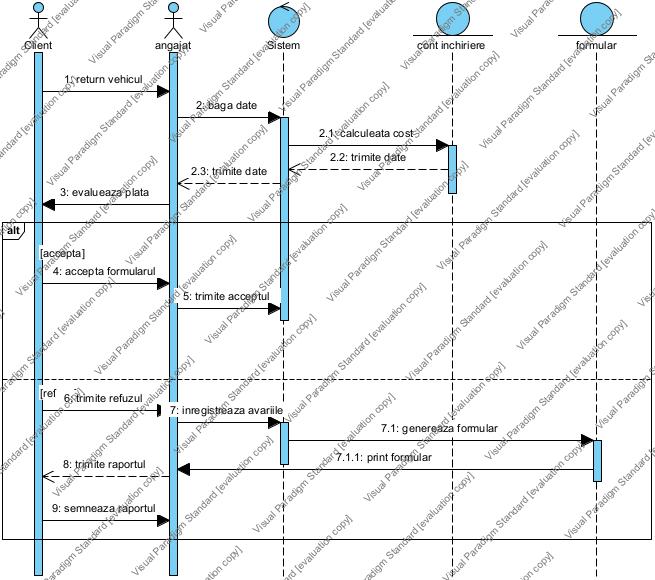 Client
angajat
Sistem
cont inchiriere
formular
1: return vehicul
2: baga date
2.1: calculeata cost
2.2: trimite date
2.3: trimite date
3: evalueaza plata
alt
[accepta]
4: accepta formularul
5: trimite acceptul
[ref
6: trimite refuzul
7: inregistreaza avariile
7.1: genereaza formular
7.1.1: print formular
8: trimite raportul
9: semneaza raportul
Visual Paradigm Standard [evaluation copy]